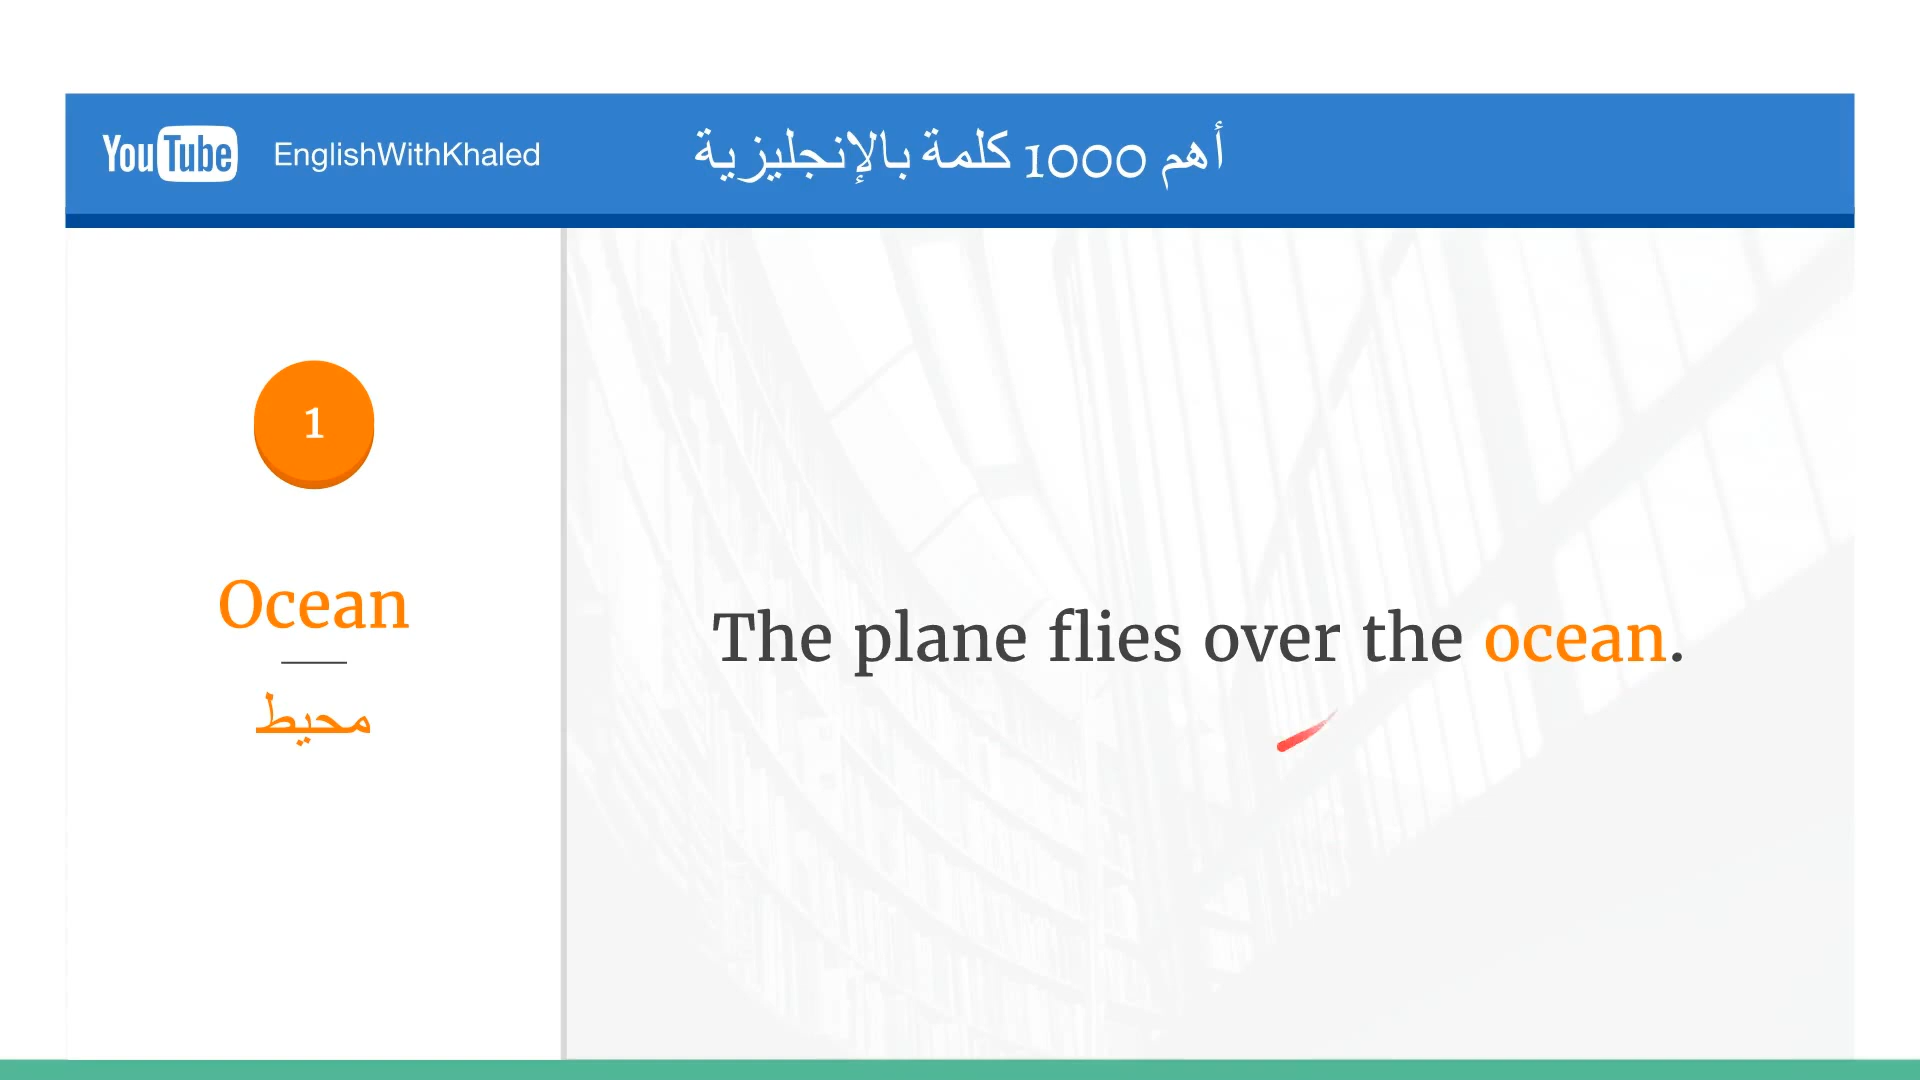 YouTube EnglishWithKhaled
أهم 1000 كلمة بالإنجليزية
1
Ocean
محيط
The plane flies over the ocean.